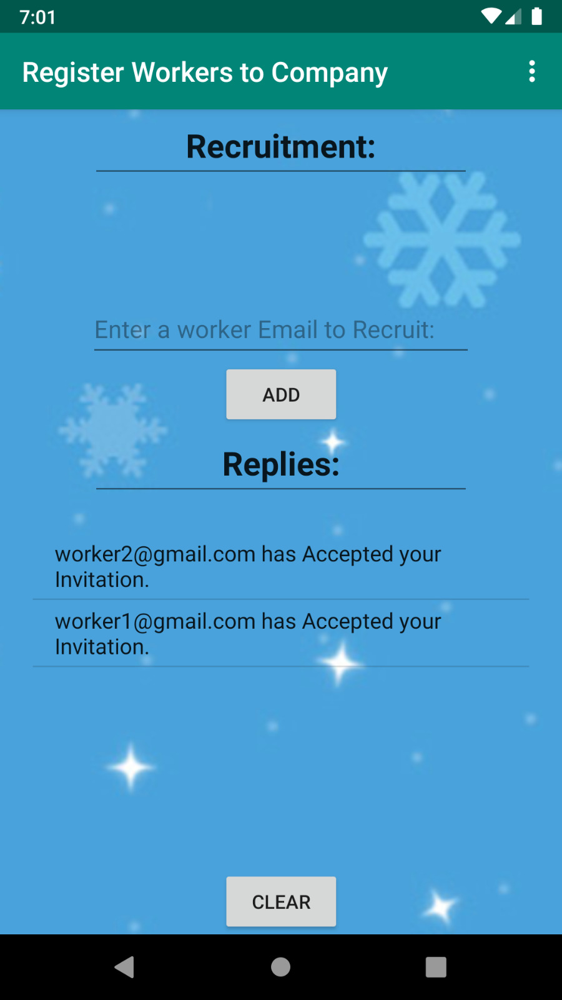 7:01
Register Workers to Company
Recruitment:
Enter a worker Email to Recruit:
ADD
Replies:
worker2@gmail.com has Accepted your
Invitation.
worker1@gmail.com has Accepted your
Invitation.
CLEAR